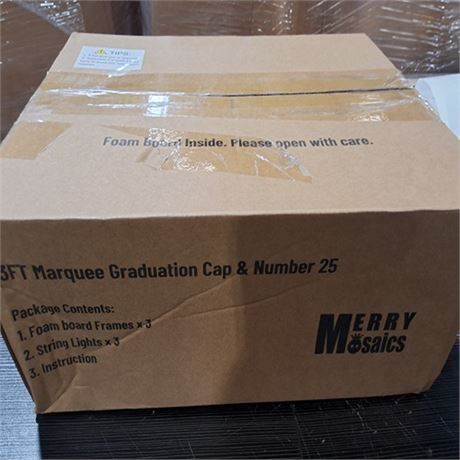 TIPS:
Foam Board Inside. Please open with care.
3FT Marquee Graduation Cap & Number 25
Package Contents:
1. Foam board Frames x 3
2. String Lights x 3
3. Instruction
MERRY
Mosaics